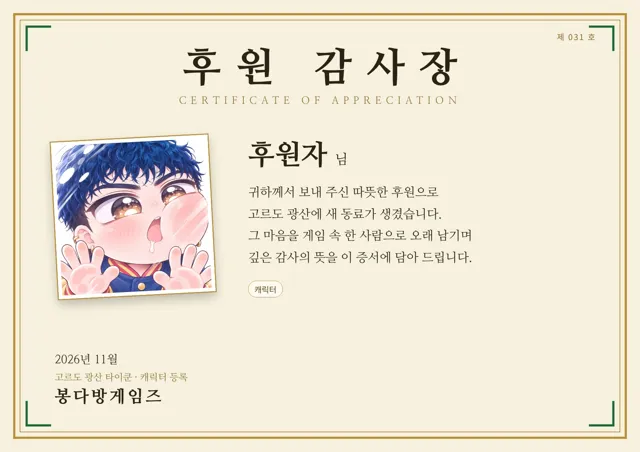 제 031 호
후원 감사장
CERTIFICATE OF APPRECIATION
후원자 님
귀하께서 보내 주신 따뜻한 후원으로
고르도 광산에 새 동료가 생겼습니다.
그 마음을 게임 속 한 사람으로 오래 남기며
깊은 감사의 뜻을 이 증서에 담아 드립니다.
캐릭터
2026년 11월
고르도 광산 타이쿤 · 캐릭터 등록
봉다방게임즈